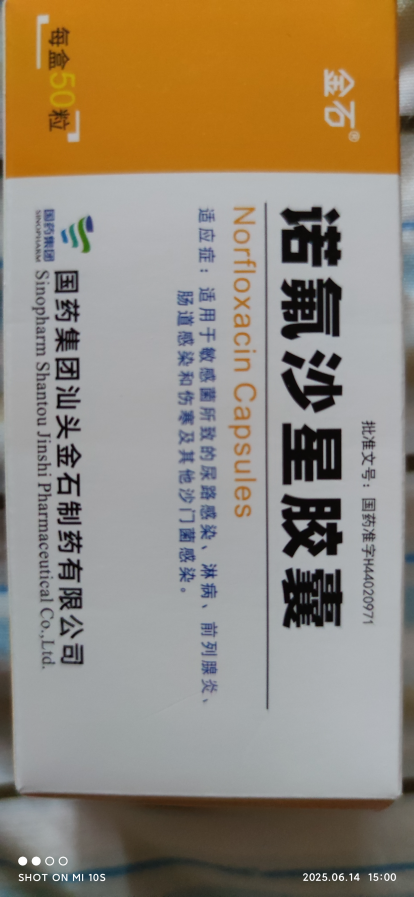 金石®
每盒50粒
批准文号：国药准字H44020971
诺氟沙星胶囊
Norfloxacin Capsules
适应症：适用于敏感菌所致的尿路感染、淋病、前列腺炎、
肠道感染和伤寒及其他沙门菌感染。
国药集团
SINOPHARM
国药集团汕头金石制药有限公司
Sinopharm Shantou Jinshi Pharmaceutical Co.,Ltd.
SHOT ON MI 10S
2025.06.14 15:00